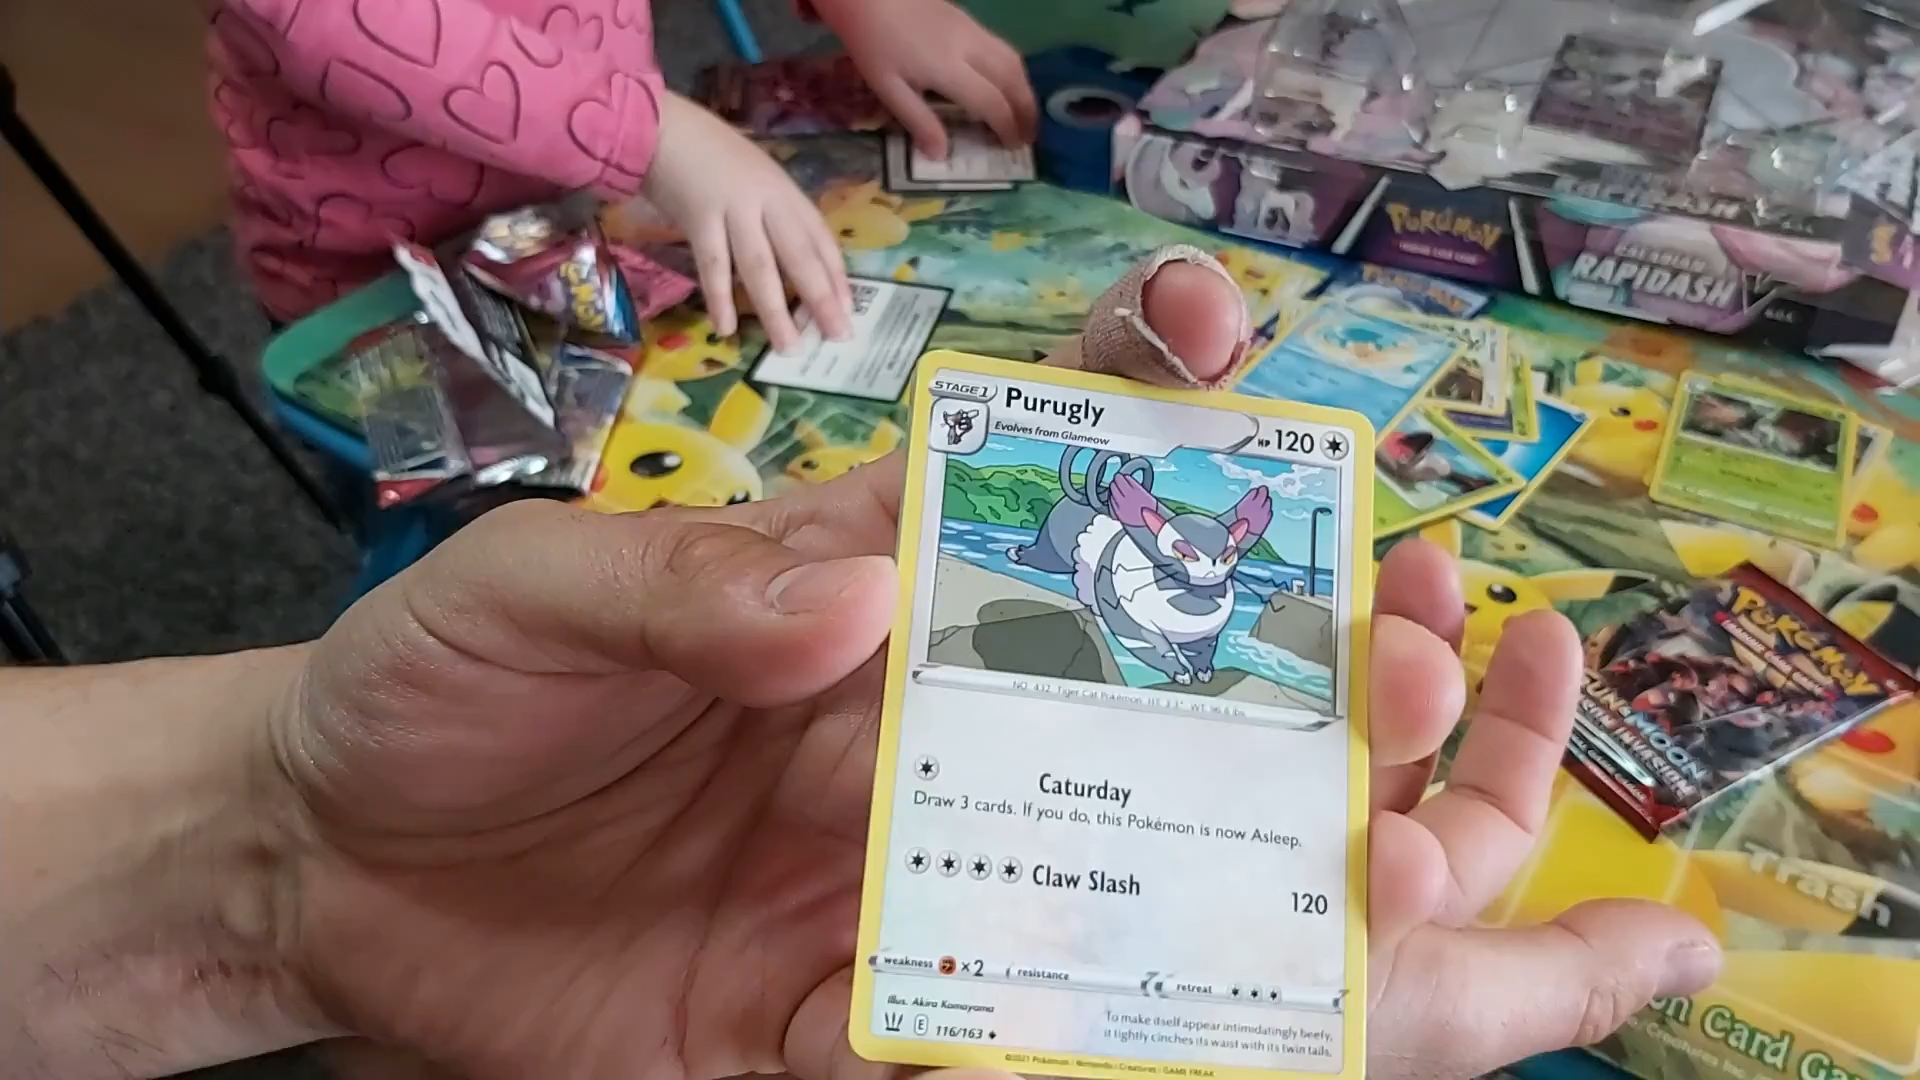 POKÉMON
GALARIAN
RAPIDASH V
STAGE 1
Purugly
Evolves from Glameow
HP 120
NO. 432 Tiger Cat Pokémon HT: 3'3" WT: 96.6 lbs.
Caturday
Draw 3 cards. If you do, this Pokémon is now Asleep.
Claw Slash
120
weakness
×2
resistance
retreat
Illus. Akira Komayama
E
116/163
To make itself appear intimidatingly beefy,
it tightly cinches its waist with its twin tails.
©2021 Pokémon / Nintendo / Creatures / GAME FREAK
POKÉMON
SUN & MOON
Trash
on Card Ga